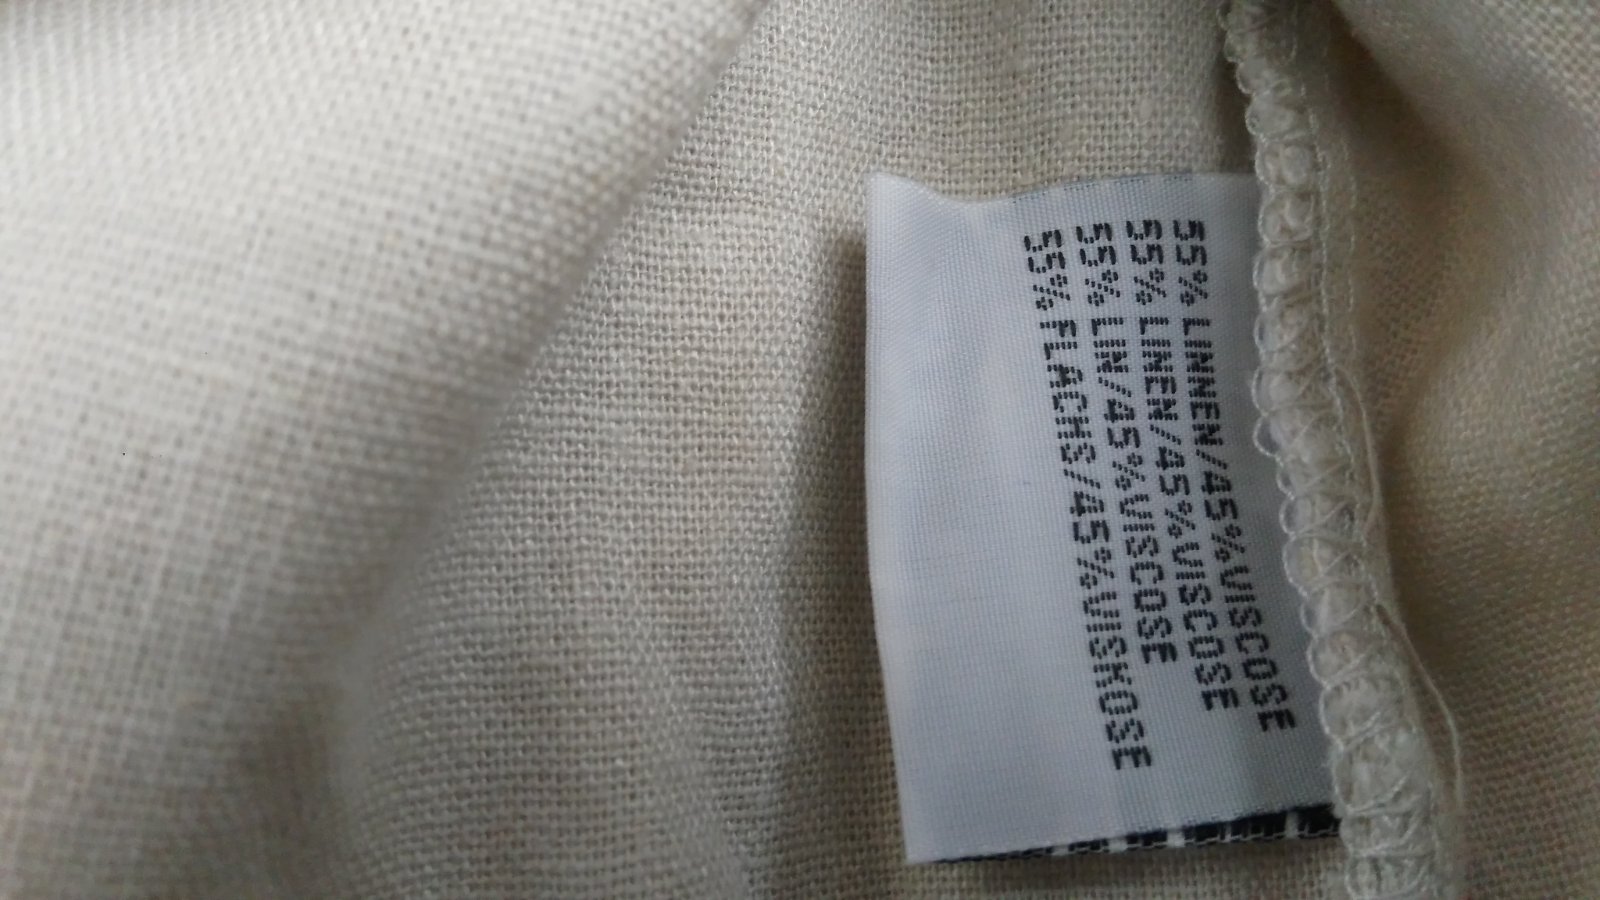 55% LINNEN/45%VISCOSE
55% LINEN/45%VISCOSE
55% LIN/45%VISCOSE
55% FLACHS/45%VISKOSE